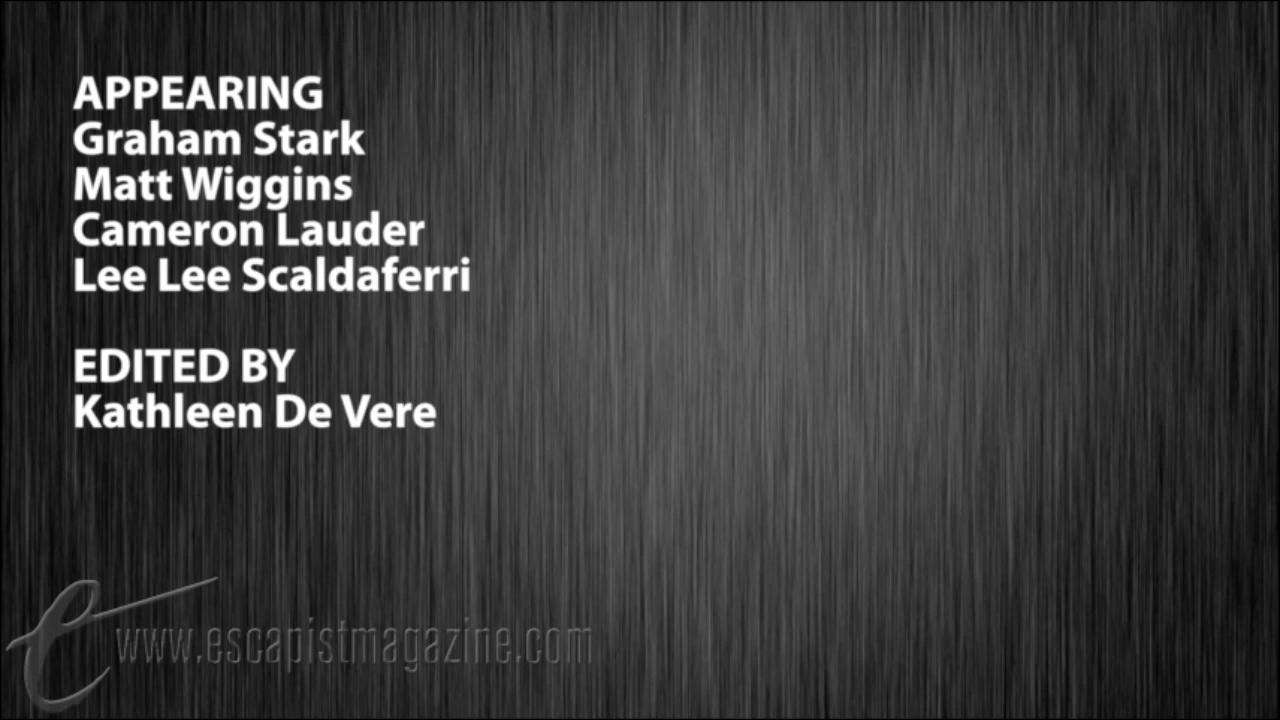 APPEARING
Graham Stark
Matt Wiggins
Cameron Lauder
Lee Lee Scaldaferri
EDITED BY
Kathleen De Vere
e www.escapistmagazine.com